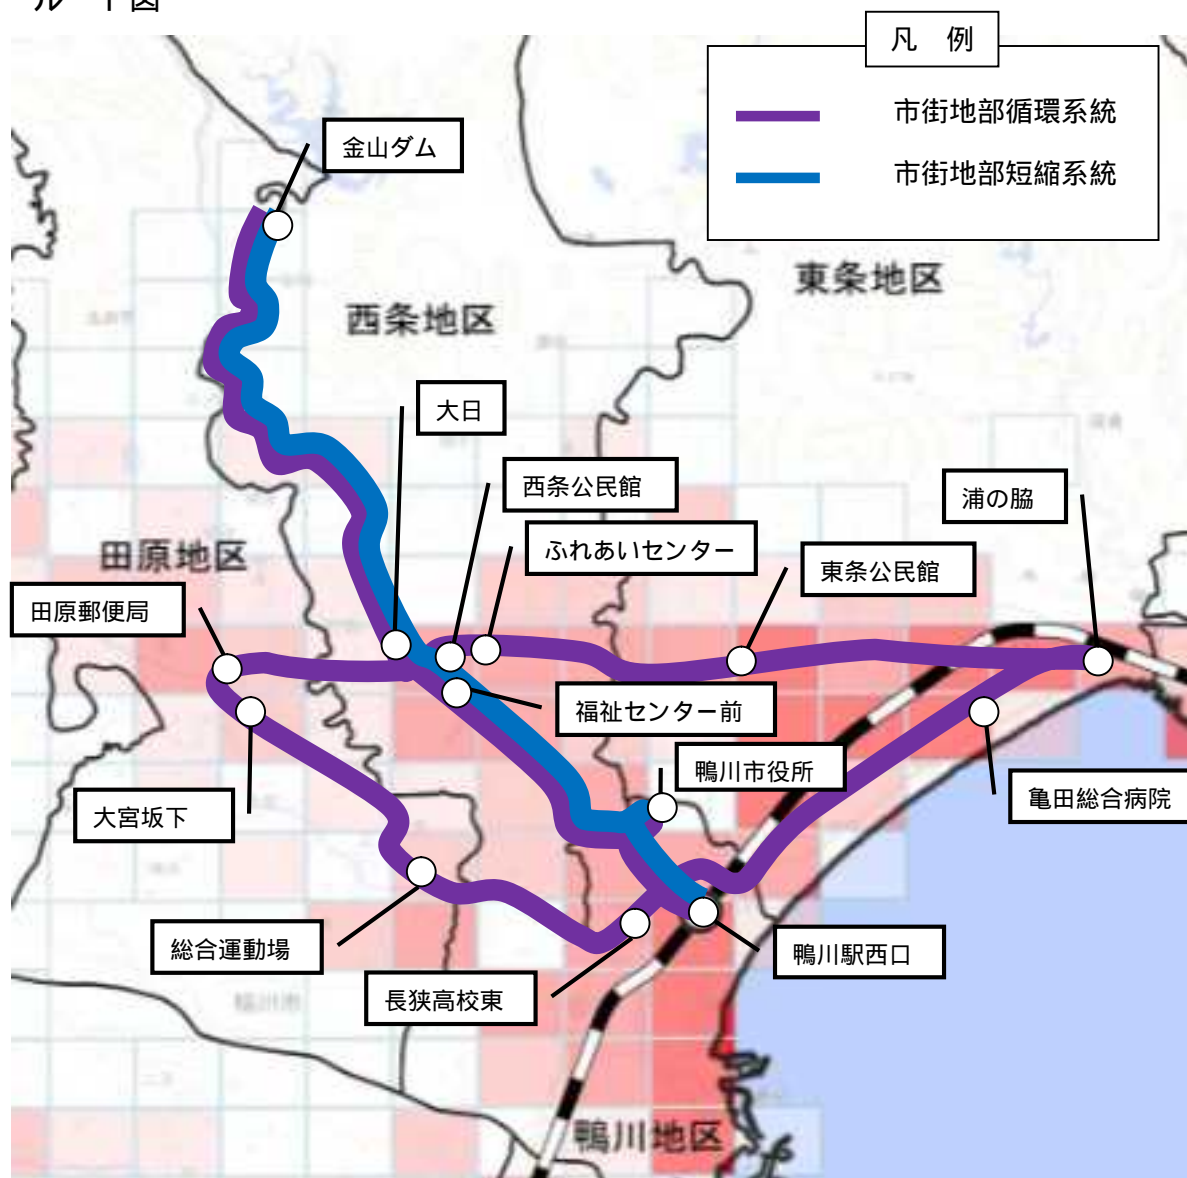 ルート図
凡　例
市街地部循環系統
市街地部短縮系統
金山ダム
東条地区
西条地区
大日
西条公民館
浦の脇
ふれあいセンター
田原地区
東条公民館
田原郵便局
福祉センター前
鴨川市役所
亀田総合病院
大宮坂下
総合運動場
鴨川駅西口
長狭高校東
鴨川地区